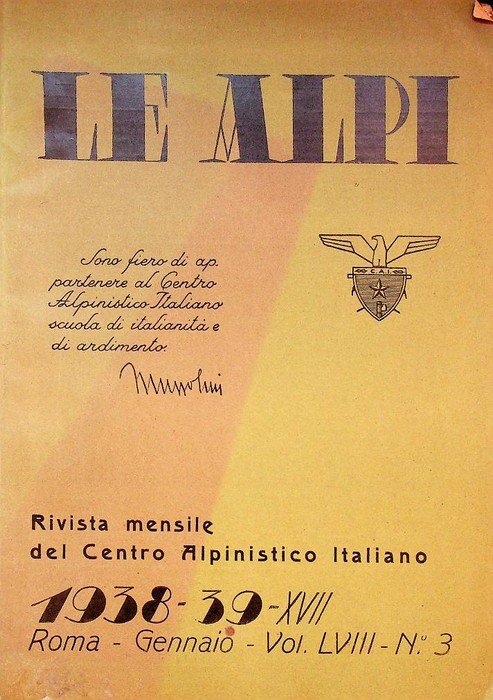 LE ALPI
Sono fiero di ap.
partenere al Centro
Alpinistico Italiano
scuola di italianità e
di ardimento.
Mussolini
C.A.I.
Rivista mensile
del Centro Alpinistico Italiano
1938-39-XVII
Roma - Gennaio - Vol. LVIII - N.º 3